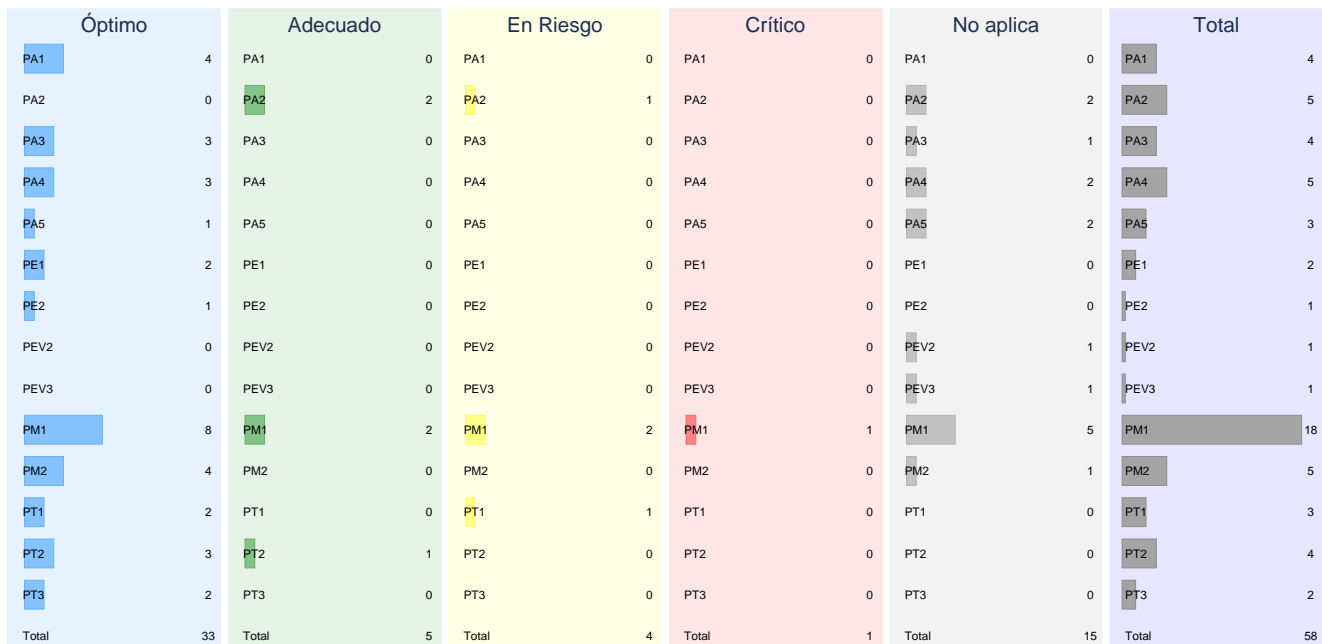 Óptimo Adecuado En Riesgo Crítico No aplica Total
PA1 4 PA1 0 PA1 0 PA1 0 PA1 0 PA1 4
PA2 0 PA2 2 PA2 1 PA2 0 PA2 2 PA2 5
PA3 3 PA3 0 PA3 0 PA3 0 PA3 1 PA3 4
PA4 3 PA4 0 PA4 0 PA4 0 PA4 2 PA4 5
PA5 1 PA5 0 PA5 0 PA5 0 PA5 2 PA5 3
PE1 2 PE1 0 PE1 0 PE1 0 PE1 0 PE1 2
PE2 1 PE2 0 PE2 0 PE2 0 PE2 0 PE2 1
PEV2 0 PEV2 0 PEV2 0 PEV2 0 PEV2 1 PEV2 1
PEV3 0 PEV3 0 PEV3 0 PEV3 0 PEV3 1 PEV3 1
PM1 8 PM1 2 PM1 2 PM1 1 PM1 5 PM1 18
PM2 4 PM2 0 PM2 0 PM2 0 PM2 1 PM2 5
PT1 2 PT1 0 PT1 1 PT1 0 PT1 0 PT1 3
PT2 3 PT2 1 PT2 0 PT2 0 PT2 0 PT2 4
PT3 2 PT3 0 PT3 0 PT3 0 PT3 0 PT3 2
Total 33 Total 5 Total 4 Total 1 Total 15 Total 58